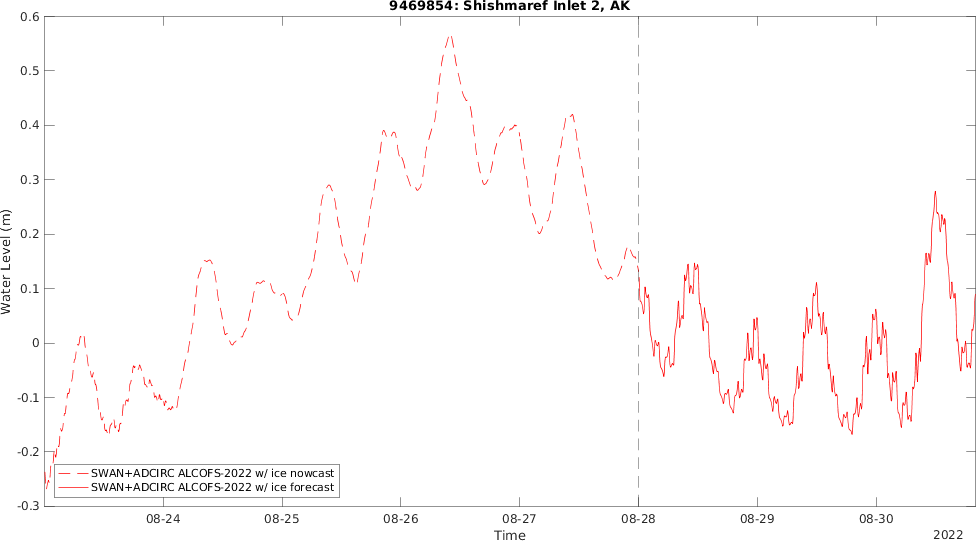 9469854: Shishmaref Inlet 2, AK
0.6
0.5
0.4
0.3
0.2
0.1
0
-0.1
-0.2
-0.3
Water Level (m)
SWAN+ADCIRC ALCOFS-2022 w/ ice nowcast
SWAN+ADCIRC ALCOFS-2022 w/ ice forecast
08-24 08-25 08-26 08-27 08-28 08-29 08-30
Time
2022